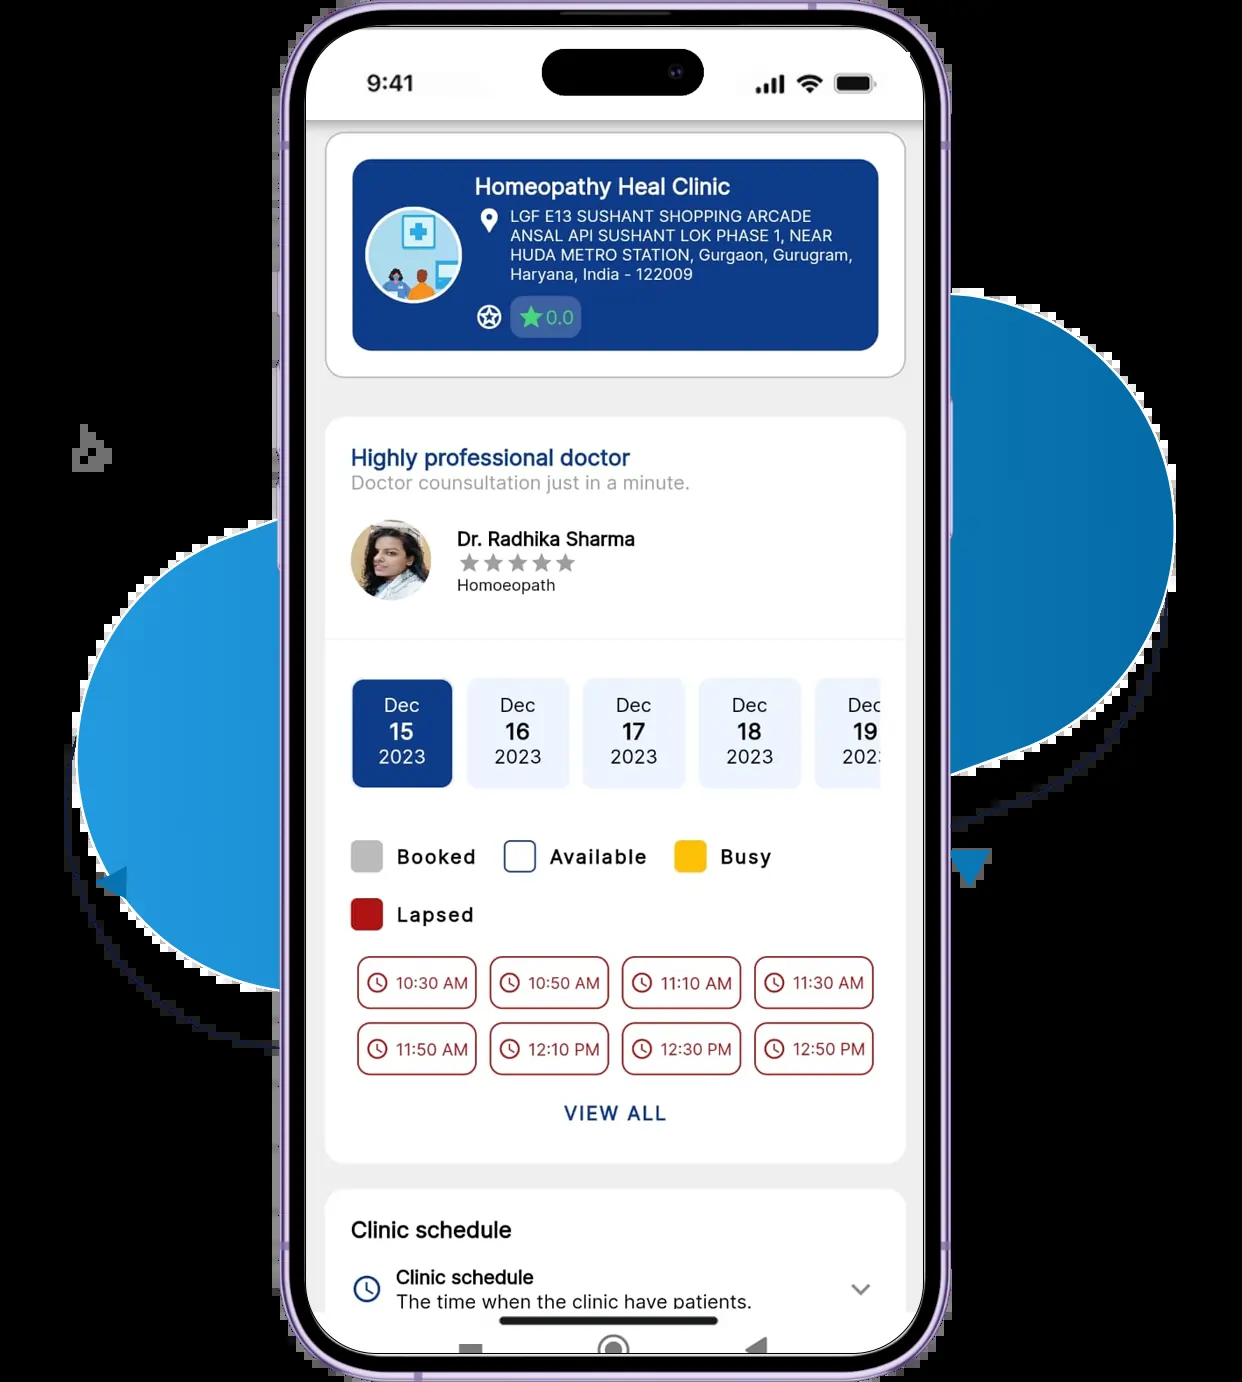 9:41
Homeopathy Heal Clinic
LGF E13 SUSHANT SHOPPING ARCADE
ANSAL API SUSHANT LOK PHASE 1, NEAR
HUDA METRO STATION, Gurgaon, Gurugram,
Haryana, India - 122009
0.0
Highly professional doctor
Doctor counsultation just in a minute.
Dr. Radhika Sharma
Homoeopath
Dec Dec Dec Dec Dec
15 16 17 18 19
2023 2023 2023 2023 202
Booked Available Busy
Lapsed
10:30 AM 10:50 AM 11:10 AM 11:30 AM
11:50 AM 12:10 PM 12:30 PM 12:50 PM
VIEW ALL
Clinic schedule
Clinic schedule
The time when the clinic have patients.